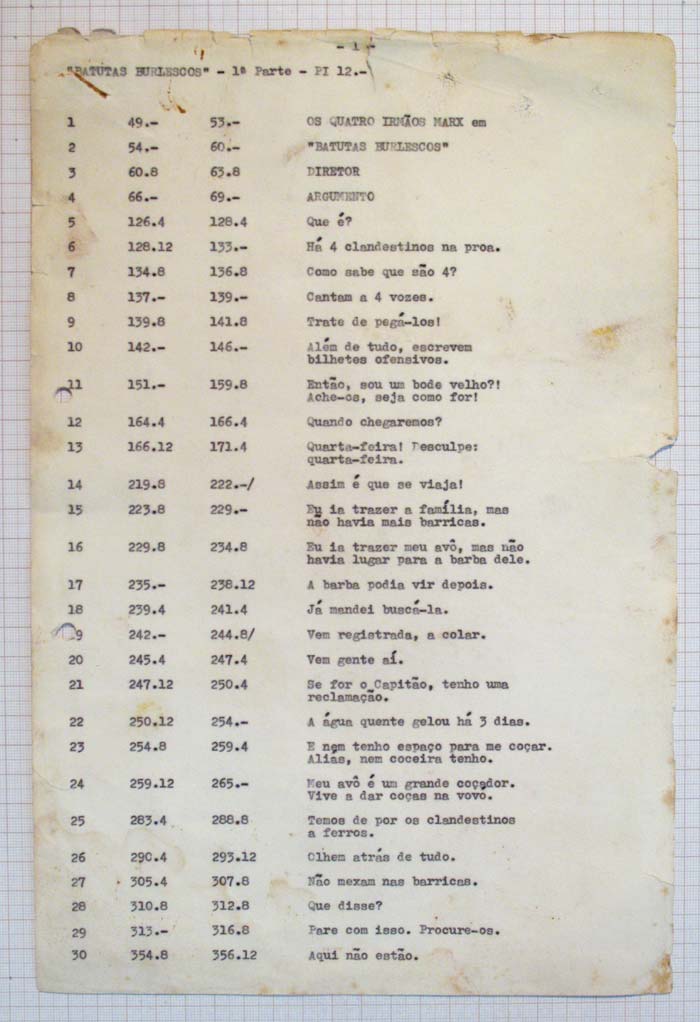 - 1 -
"BATUTAS BURLESCOS" - 1ª Parte - PI 12.-
1 49.- 53.- OS QUATRO IRMÃOS MARX em
2 54.- 60.- "BATUTAS BURLESCOS"
3 60.8 63.8 DIRETOR
4 66.- 69.- ARGUMENTO
5 126.4 128.4 Que é?
6 128.12 133.- Há 4 clandestinos na proa.
7 134.8 136.8 Como sabe que são 4?
8 137.- 139.- Cantam a 4 vozes.
9 139.8 141.8 Trate de pegá-los!
10 142.- 146.- Além de tudo, escrevem
bilhetes ofensivos.
11 151.- 159.8 Então, sou um bode velho?!
Ache-os, seja como for!
12 164.4 166.4 Quando chegaremos?
13 166.12 171.4 Quarta-feira! Desculpe:
quarta-feira.
14 219.8 222.-/ Assim é que se viaja!
15 223.8 229.- Eu ia trazer a família, mas
não havia mais barricas.
16 229.8 234.8 Eu ia trazer meu avô, mas não
havia lugar para a barba dele.
17 235.- 238.12 A barba podia vir depois.
18 239.4 241.4 Já mandei buscá-la.
19 242.- 244.8/ Vem registrada, a colar.
20 245.4 247.4 Vem gente aí.
21 247.12 250.4 Se for o Capitão, tenho uma
reclamação.
22 250.12 254.- A água quente gelou há 3 dias.
23 254.8 259.4 E nem tenho espaço para me coçar.
Alias, nem coceira tenho.
24 259.12 265.- Meu avô é um grande coçador.
Vive a dar coças na vovó.
25 283.4 288.8 Temos de por os clandestinos
a ferros.
26 290.4 293.12 Olhem atrás de tudo.
27 305.4 307.8 Não mexam nas barricas.
28 310.8 312.8 Que disse?
29 313.- 316.8 Pare com isso. Procure-os.
30 354.8 356.12 Aqui não estão.